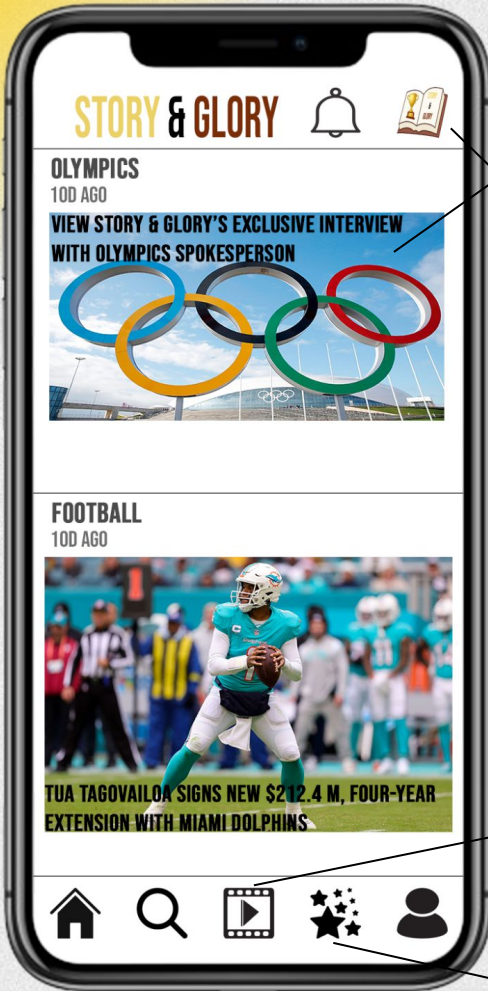 STORY & GLORY
OLYMPICS
10D AGO
VIEW STORY & GLORY'S EXCLUSIVE INTERVIEW
WITH OLYMPICS SPOKESPERSON
FOOTBALL
10D AGO
1
TUA TAGOVAILOA SIGNS NEW $212.4 M, FOUR-YEAR
EXTENSION WITH MIAMI DOLPHINS